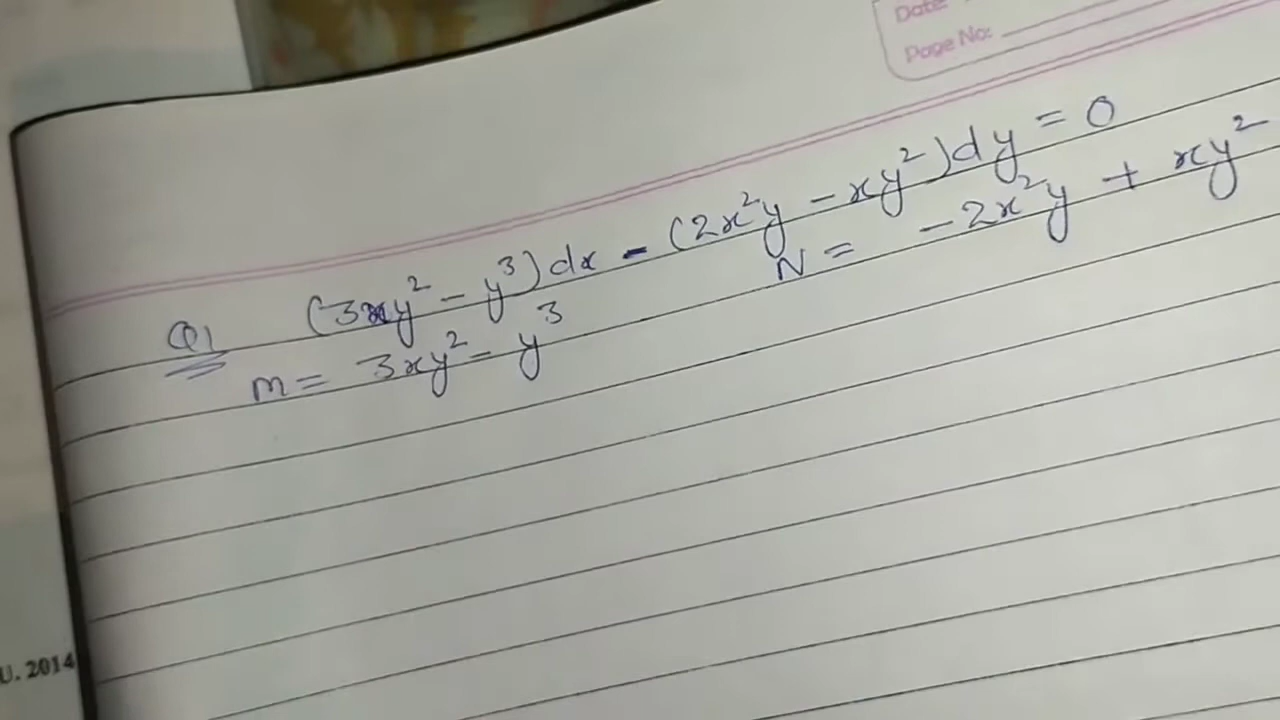 Date:
Page No:
Q1 (3xy² - y³)dx - (2x²y - xy²)dy = 0
m = 3xy² - y³ N = -2x²y + xy²
U. 2014